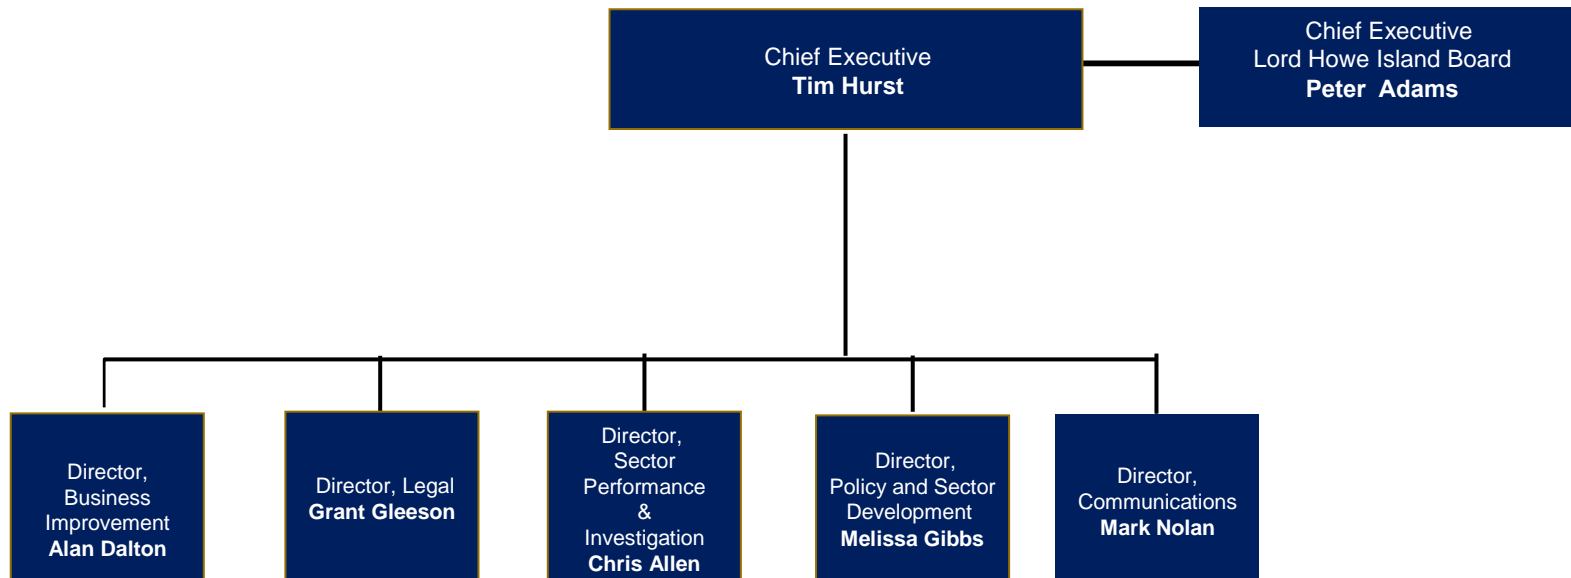 Chief Executive
Tim Hurst
Chief Executive
Lord Howe Island Board
Peter  Adams
Director,
Business
Improvement
Alan Dalton
Director, Legal
Grant Gleeson
Director,
Sector
Performance
&
Investigation
Chris Allen
Director,
Policy and Sector
Development
Melissa Gibbs
Director,
Communications
Mark Nolan